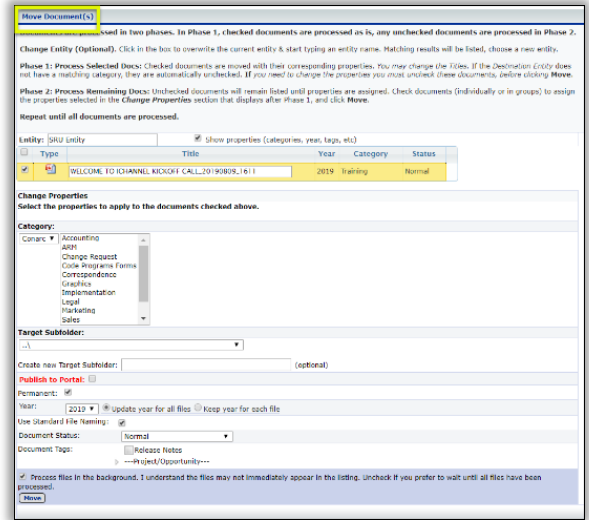 Move Document(s)
Documents are processed in two phases. In Phase 1, checked documents are processed as is, any unchecked documents are processed in Phase 2.
Change Entity (Optional). Click in the box to overwrite the current entity & start typing an entity name. Matching results will be listed, choose a new entity.
Phase 1: Process Selected Docs: Checked documents are moved with their corresponding properties. You may change the Titles. If the Destination Entity does
not have a matching category, they are automatically unchecked. If you need to change the properties you must uncheck these documents, before clicking Move.
Phase 2: Process Remaining Docs: Unchecked documents will remain listed until properties are assigned. Check documents (individually or in groups) to assign
the properties selected in the Change Properties section that displays after Phase 1, and click Move.
Repeat until all documents are processed.
Entity: SRU Entity Show properties (categories, year, tags, etc)
Type Title Year Category Status
WELCOME TO ICHANNEL KICKOFF CALL_20190809_1611 2019 Training Normal
Change Properties
Select the properties to apply to the documents checked above.
Category:
Conarc Accounting
ARM
Change Request
Code Programs Forms
Correspondence
Graphics
Implementation
Legal
Marketing
Sales
Target Subfolder:
..\
Create new Target Subfolder: (optional)
Publish to Portal:
Permanent:
Year: 2019 Update year for all files Keep year for each file
Use Standard File Naming:
Document Status: Normal
Document Tags: Release Notes
---Project/Opportunity---
Process files in the background. I understand the files may not immediately appear in the listing. Uncheck if you prefer to wait until all files have been
processed.
Move